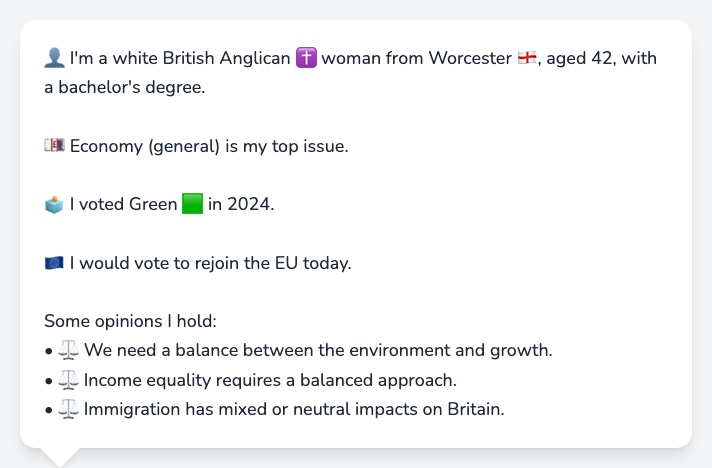 👤 I'm a white British Anglican ✝️ woman from Worcester 🏴󠁧󠁢󠁥󠁮󠁧󠁿, aged 42, with
a bachelor's degree.
💷 Economy (general) is my top issue.
🗳️ I voted Green 🟩 in 2024.
🇪🇺 I would vote to rejoin the EU today.
Some opinions I hold:
• ⚖️ We need a balance between the environment and growth.
• ⚖️ Income equality requires a balanced approach.
• ⚖️ Immigration has mixed or neutral impacts on Britain.